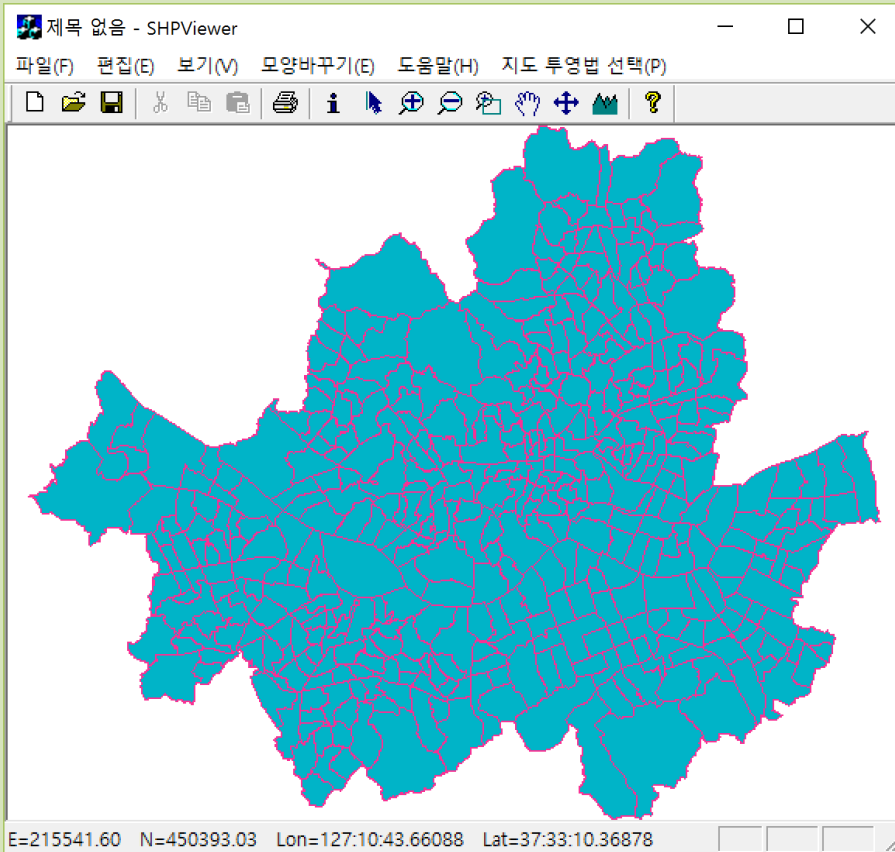 제목 없음 - SHPViewer
파일(F) 편집(E) 보기(V) 모양바꾸기(E) 도움말(H) 지도 투영법 선택(P)
E=215541.60 N=450393.03 Lon=127:10:43.66088 Lat=37:33:10.36878